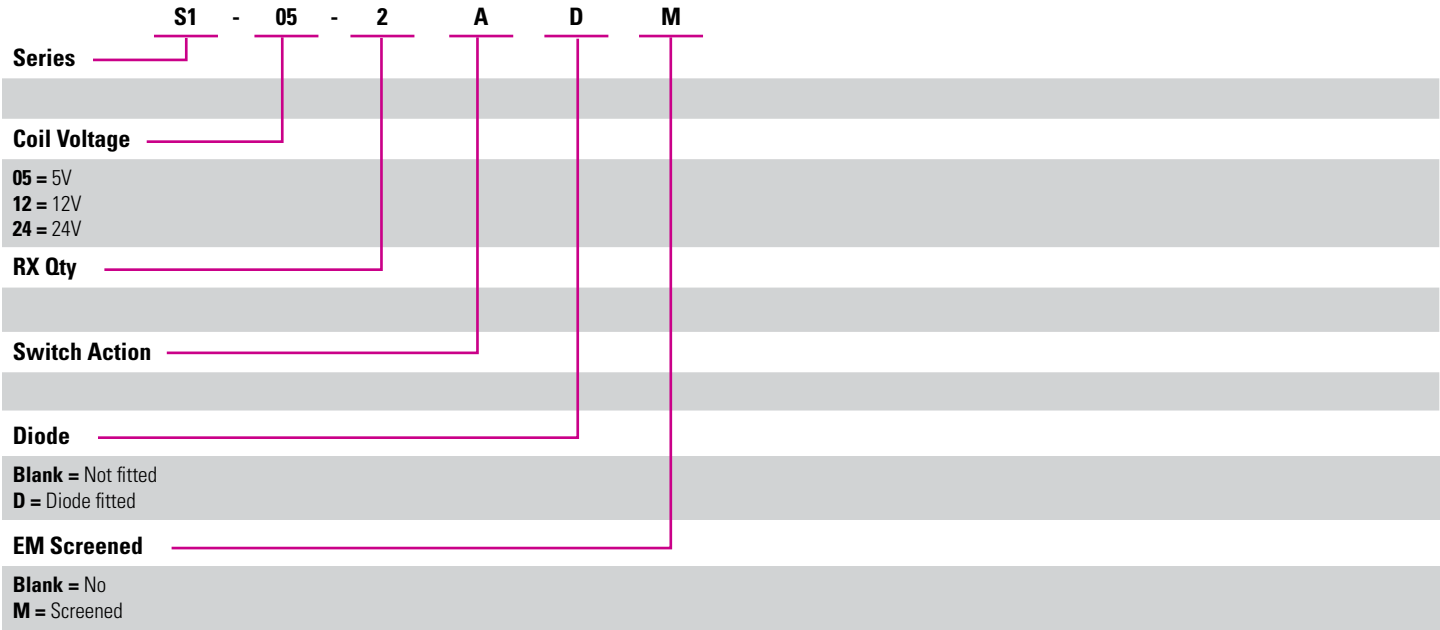 S1 - 05 - 2 A D M
Series
Coil Voltage
05 = 5V
12 = 12V
24 = 24V
RX Qty
Switch Action
Diode
Blank = Not fitted
D = Diode fitted
EM Screened
Blank = No
M = Screened